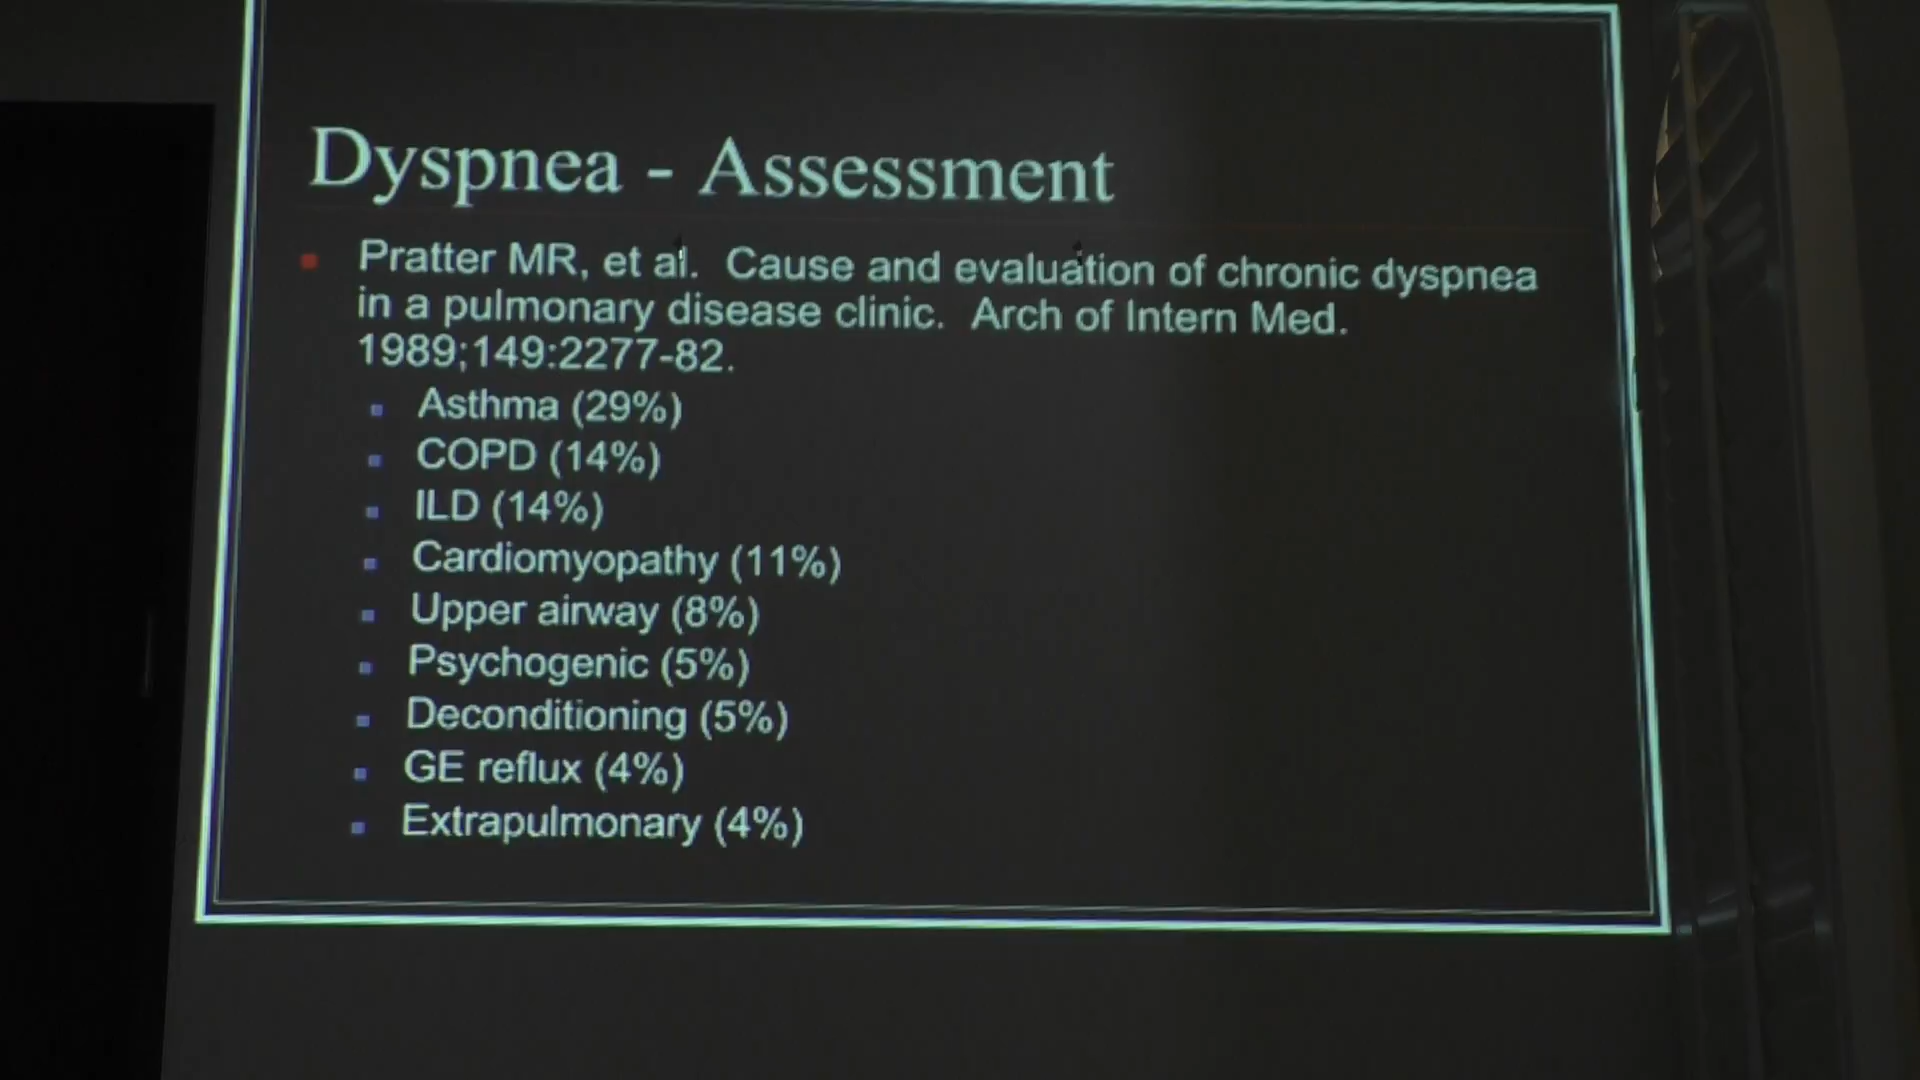 Dyspnea - Assessment
Pratter MR, et al. Cause and evaluation of chronic dyspnea
in a pulmonary disease clinic. Arch of Intern Med.
1989;149:2277-82.
Asthma (29%)
COPD (14%)
ILD (14%)
Cardiomyopathy (11%)
Upper airway (8%)
Psychogenic (5%)
Deconditioning (5%)
GE reflux (4%)
Extrapulmonary (4%)